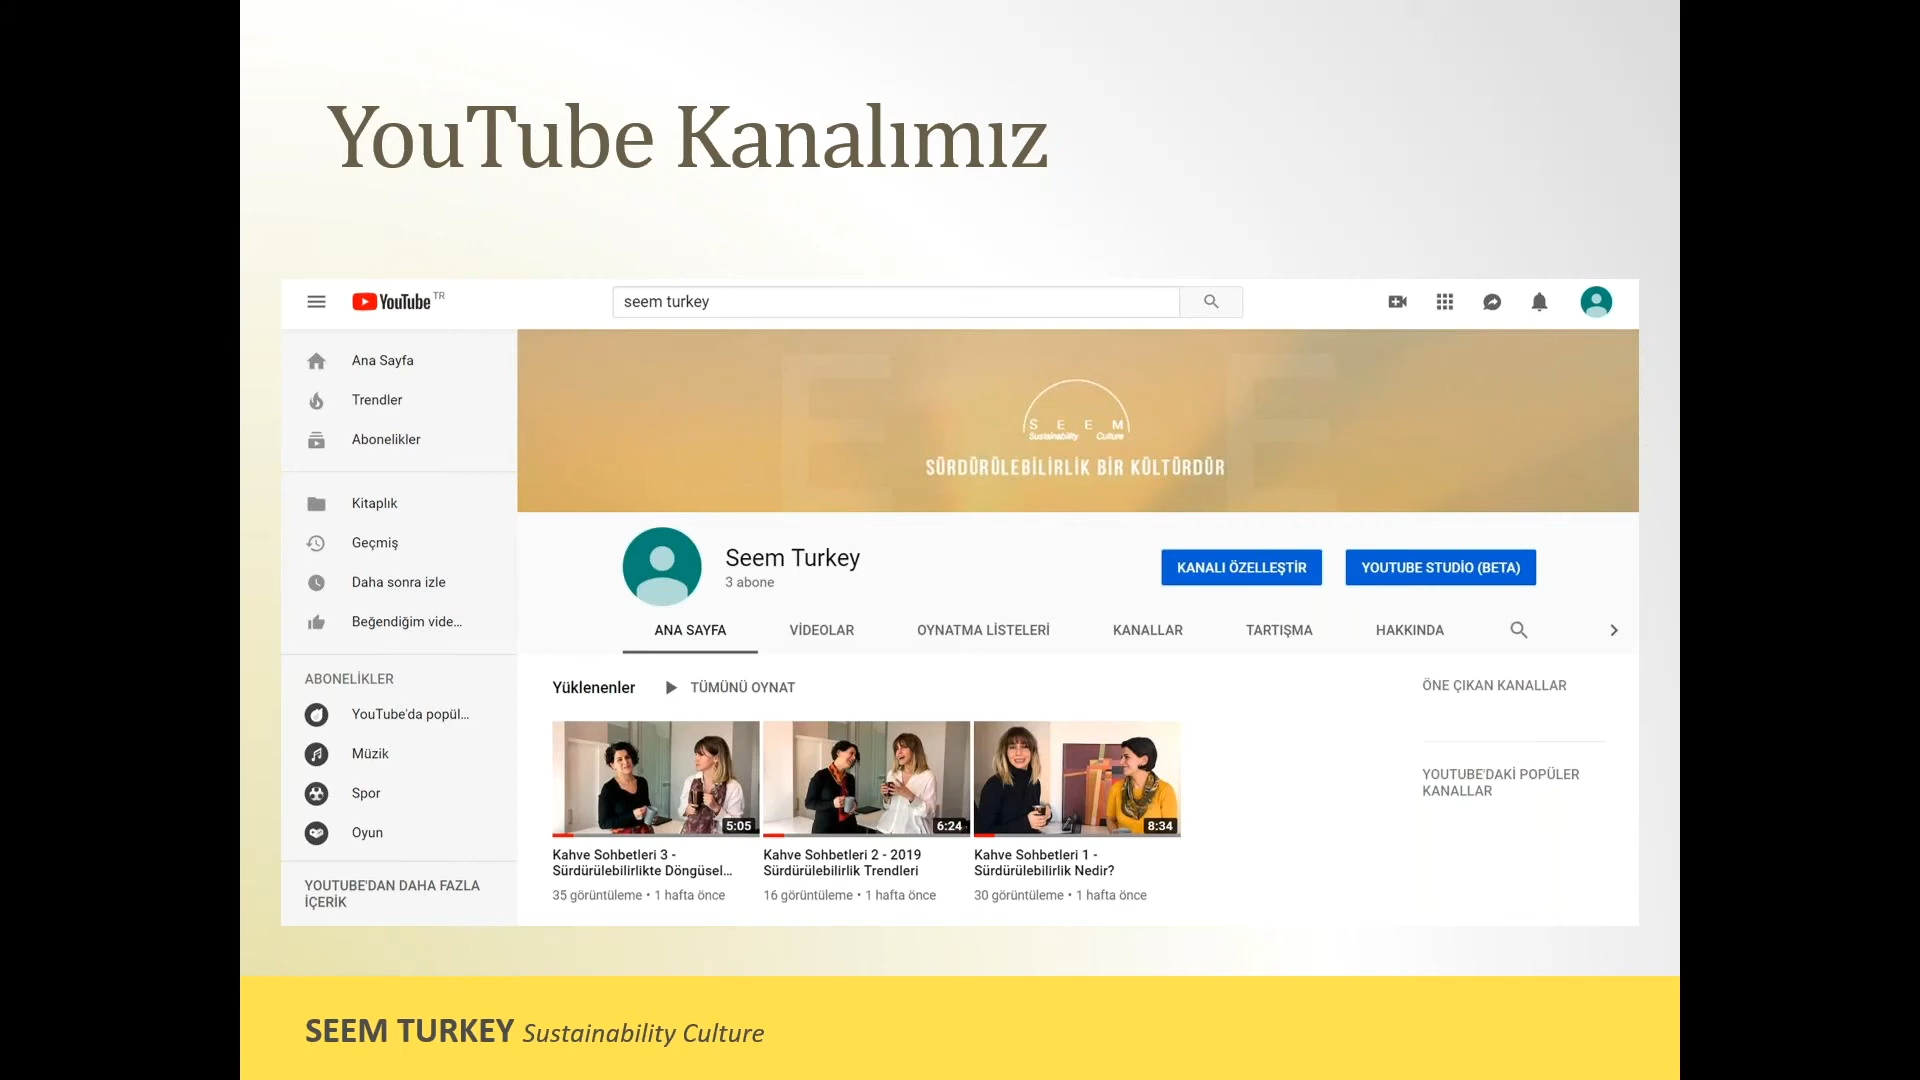 YouTube Kanalımız
YouTube TR
seem turkey
Ana Sayfa
Trendler
Abonelikler
Kitaplık
Geçmiş
Daha sonra izle
Beğendiğim vide...
ABONELİKLER
YouTube'da popül...
Müzik
Spor
Oyun
YOUTUBE'DAN DAHA FAZLA
İÇERİK
S E E M
Sustainability Culture
SÜRDÜRÜLEBİLİRLİK BİR KÜLTÜRDÜR
Seem Turkey
3 abone
KANALI ÖZELLEŞTİR
YOUTUBE STUDİO (BETA)
ANA SAYFA
VİDEOLAR
OYNATMA LİSTELERİ
KANALLAR
TARTIŞMA
HAKKINDA
Yüklenenler
TÜMÜNÜ OYNAT
5:05
Kahve Sohbetleri 3 -
Sürdürülebilirlikte Döngüsel...
35 görüntüleme • 1 hafta önce
6:24
Kahve Sohbetleri 2 - 2019
Sürdürülebilirlik Trendleri
16 görüntüleme • 1 hafta önce
8:34
Kahve Sohbetleri 1 -
Sürdürülebilirlik Nedir?
30 görüntüleme • 1 hafta önce
ÖNE ÇIKAN KANALLAR
YOUTUBE'DAKİ POPÜLER
KANALLAR
SEEM TURKEY Sustainability Culture